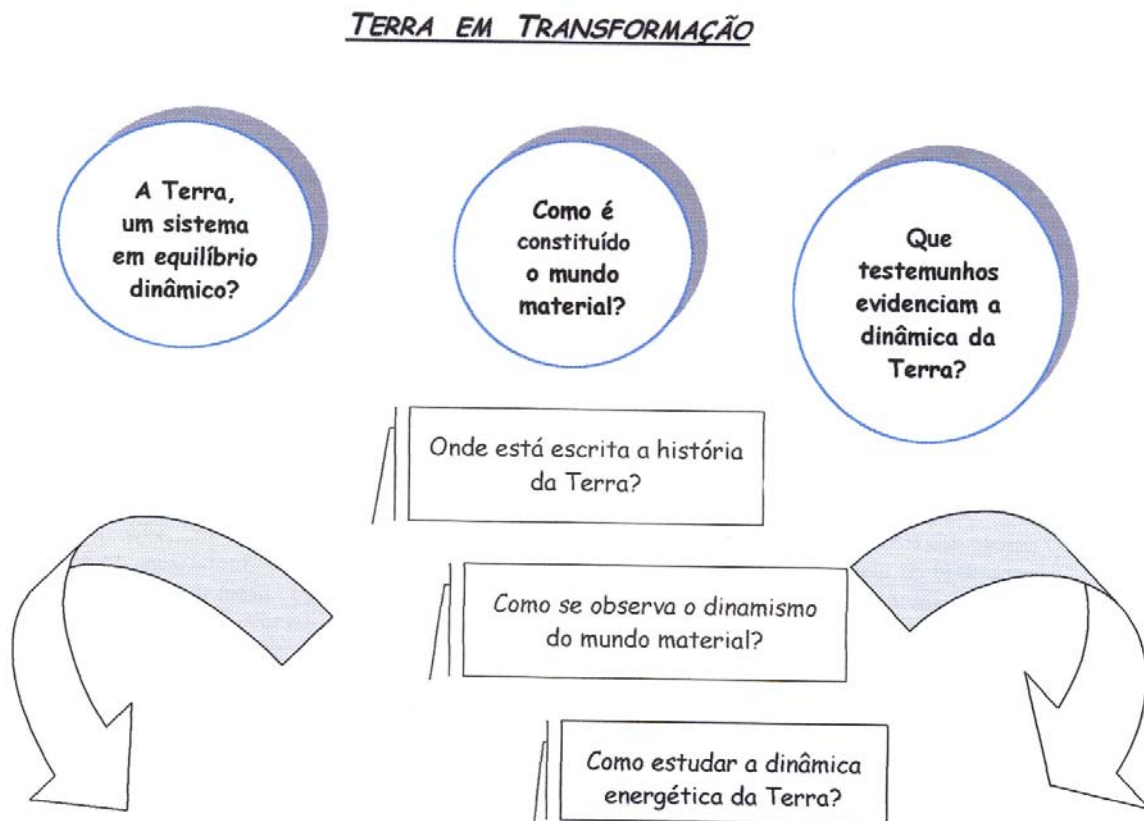 TERRA EM TRANSFORMAÇÃO
A Terra,
um sistema
em equilíbrio
dinâmico?
Como é
constituído
o mundo
material?
Que
testemunhos
evidenciam a
dinâmica da
Terra?
Onde está escrita a história
da Terra?
Como se observa o dinamismo
do mundo material?
Como estudar a dinâmica
energética da Terra?